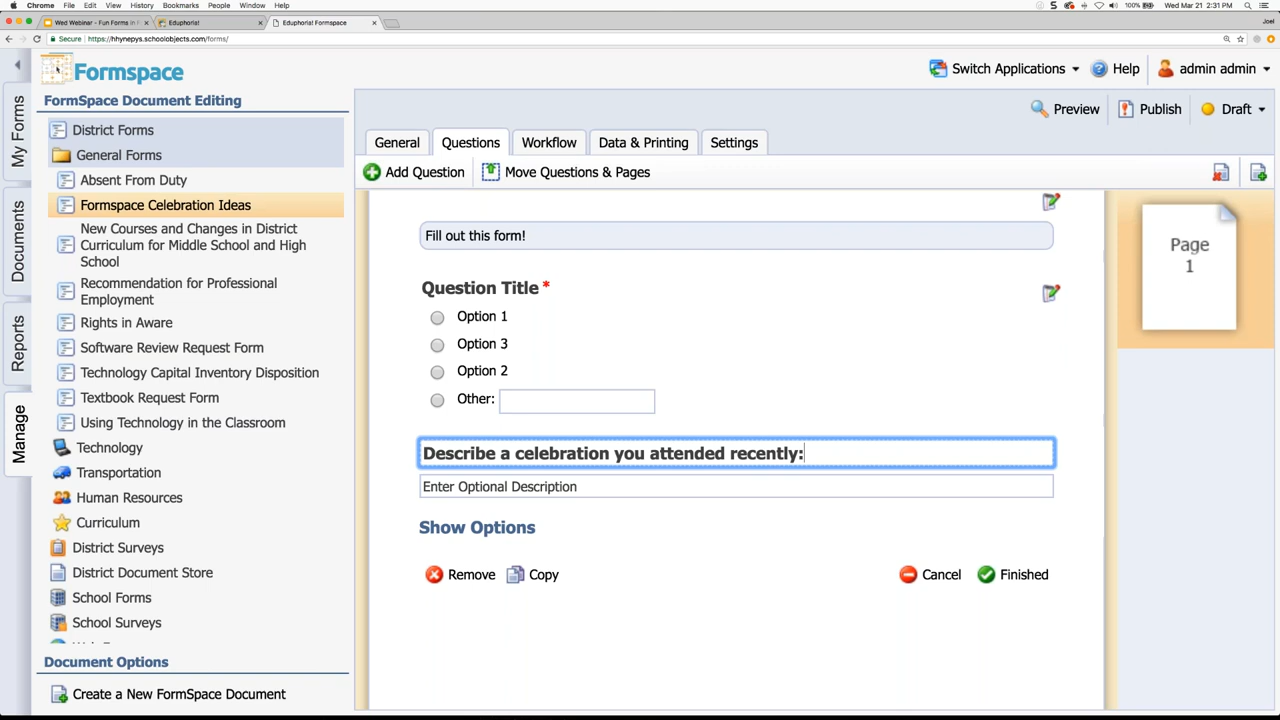 Chrome File Edit View History Bookmarks People Window Help 100% Wed Mar 21 2:31 PM
Wed Webinar - Fun Forms in F × Eduphoria! × Eduphoria! Formspace × Joel
Secure https://hhynepys.schoolobjects.com/forms/
Formspace Switch Applications Help admin admin
FormSpace Document Editing
Preview Publish Draft
My Forms
Documents
Reports
Manage
District Forms
General Forms
Absent From Duty
Formspace Celebration Ideas
New Courses and Changes in District
Curriculum for Middle School and High
School
Recommendation for Professional
Employment
Rights in Aware
Software Review Request Form
Technology Capital Inventory Disposition
Textbook Request Form
Using Technology in the Classroom
Technology
Transportation
Human Resources
Curriculum
District Surveys
District Document Store
School Forms
School Surveys
Document Options
Create a New FormSpace Document
General Questions Workflow Data & Printing Settings
Add Question Move Questions & Pages
Fill out this form!
Question Title *
Option 1
Option 3
Option 2
Other:
Describe a celebration you attended recently:
Enter Optional Description
Show Options
Remove Copy Cancel Finished
Page
1